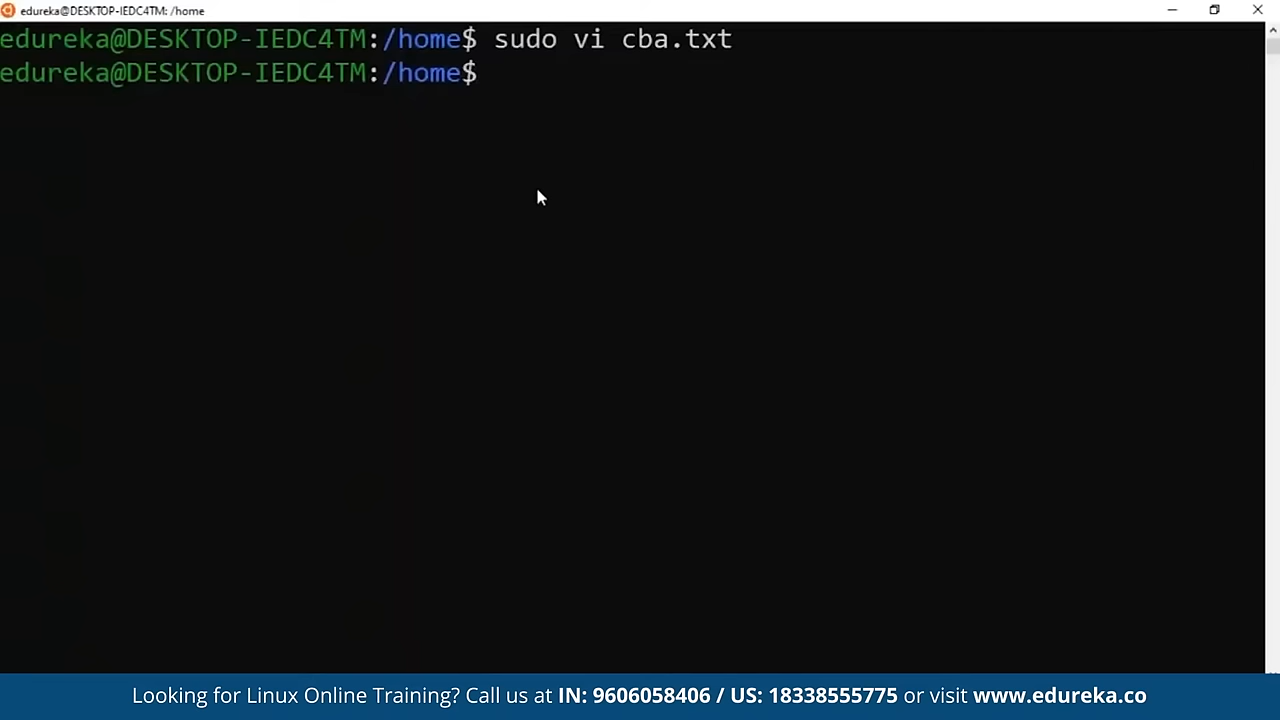 edureka@DESKTOP-IEDC4TM: /home
edureka@DESKTOP-IEDC4TM:/home$ sudo vi cba.txt
edureka@DESKTOP-IEDC4TM:/home$
Looking for Linux Online Training? Call us at IN: 9606058406 / US: 18338555775 or visit www.edureka.co